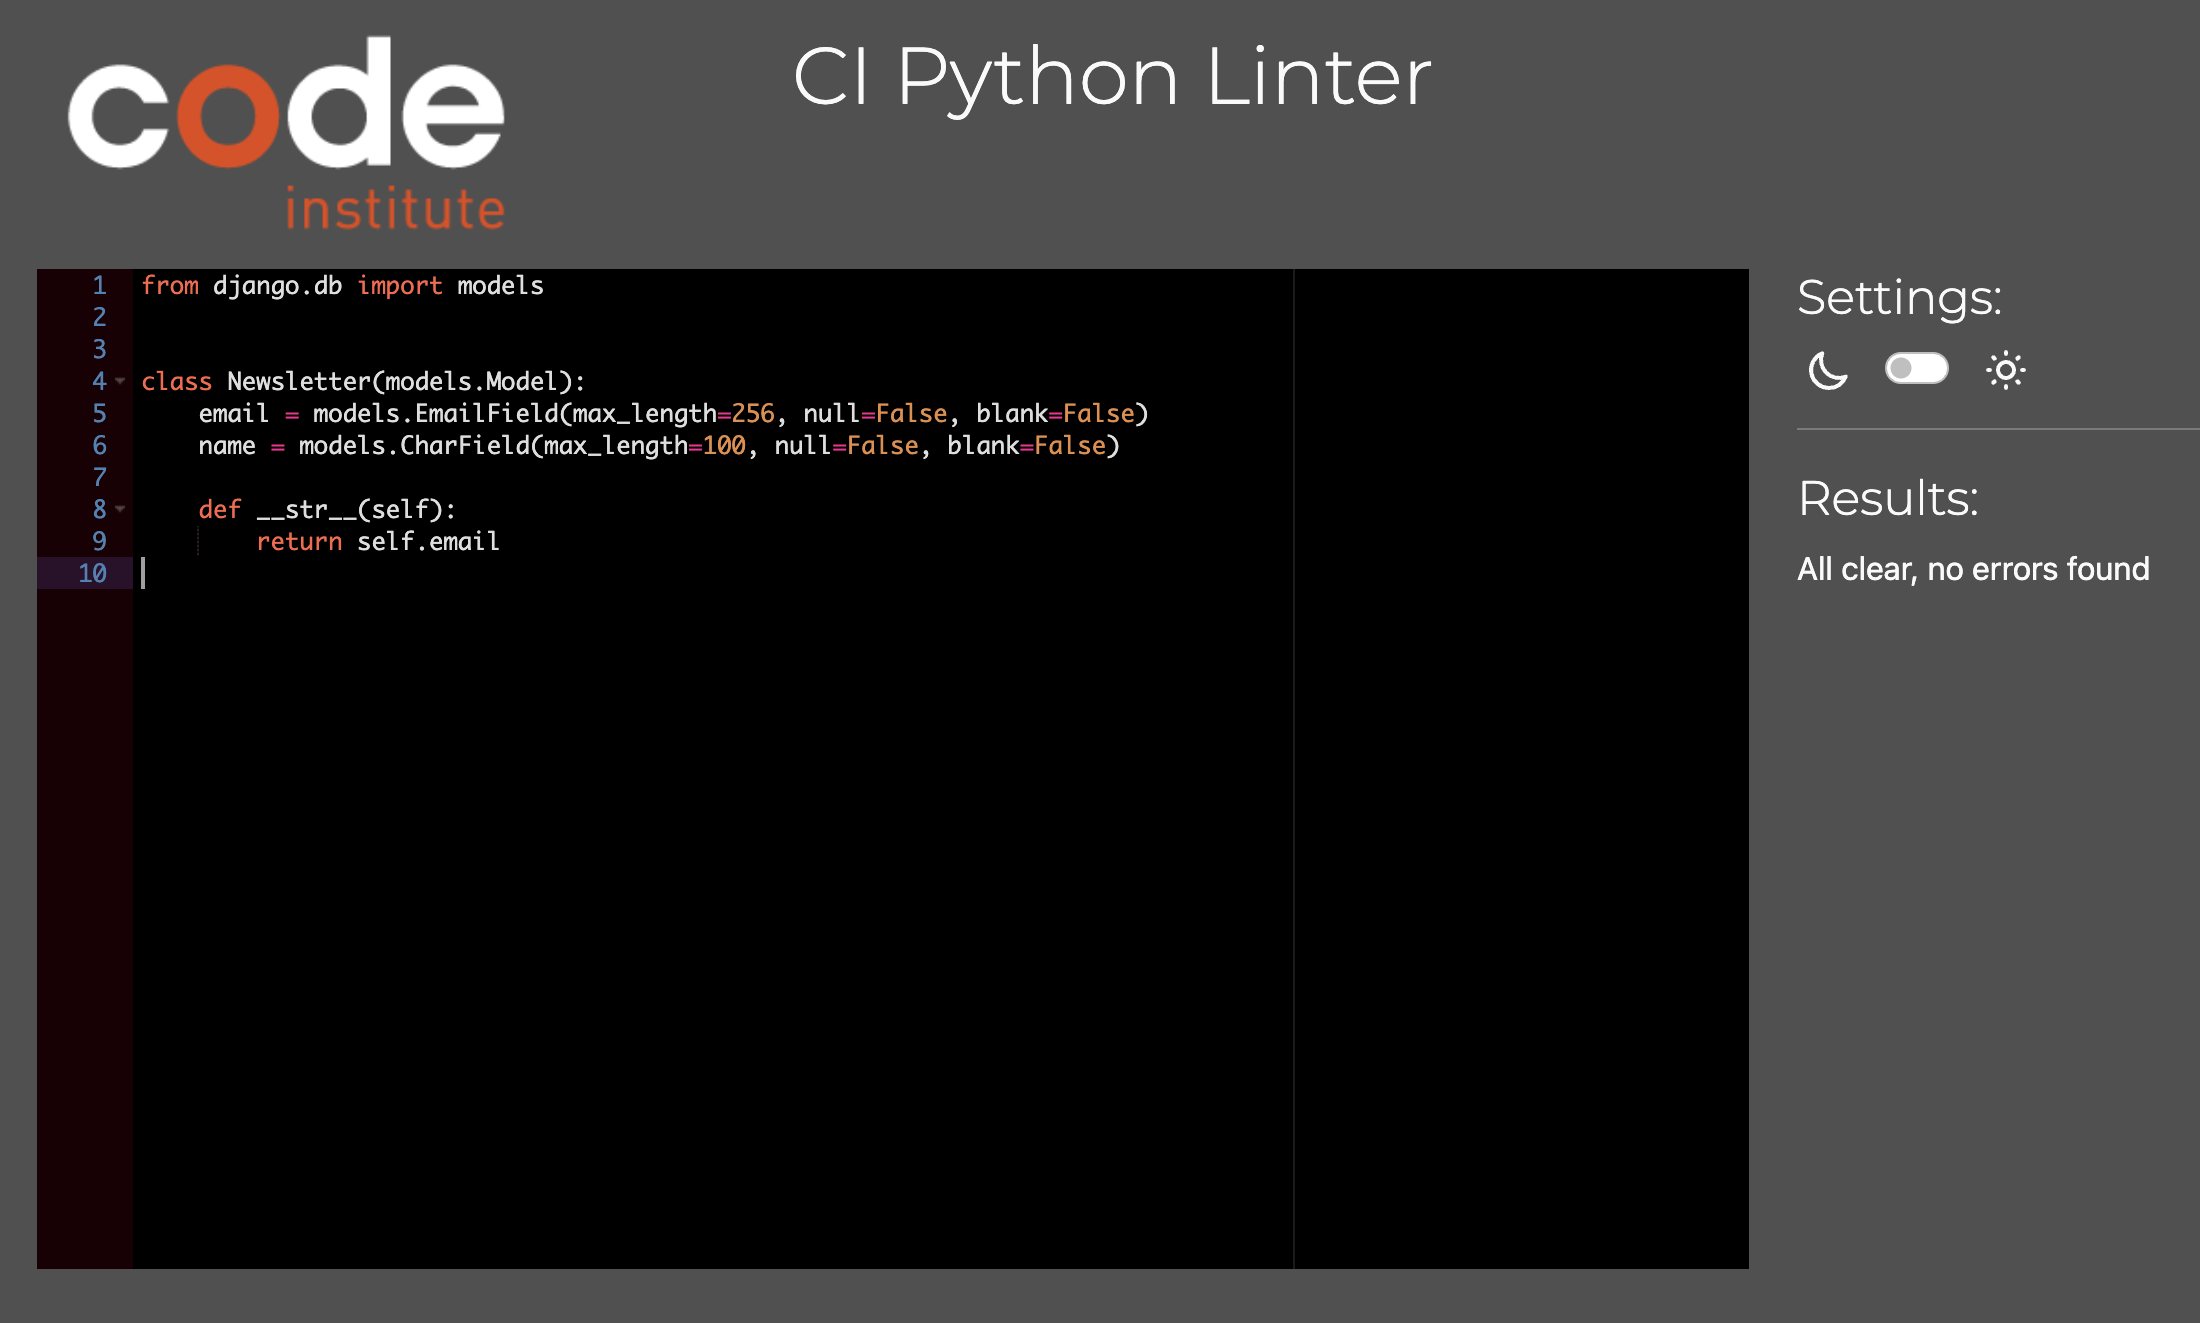 code
institute
CI Python Linter
1 from django.db import models
2
3
4 class Newsletter(models.Model):
5     email = models.EmailField(max_length=256, null=False, blank=False)
6     name = models.CharField(max_length=100, null=False, blank=False)
7
8     def __str__(self):
9         return self.email
10
Settings:
Results:
All clear, no errors found